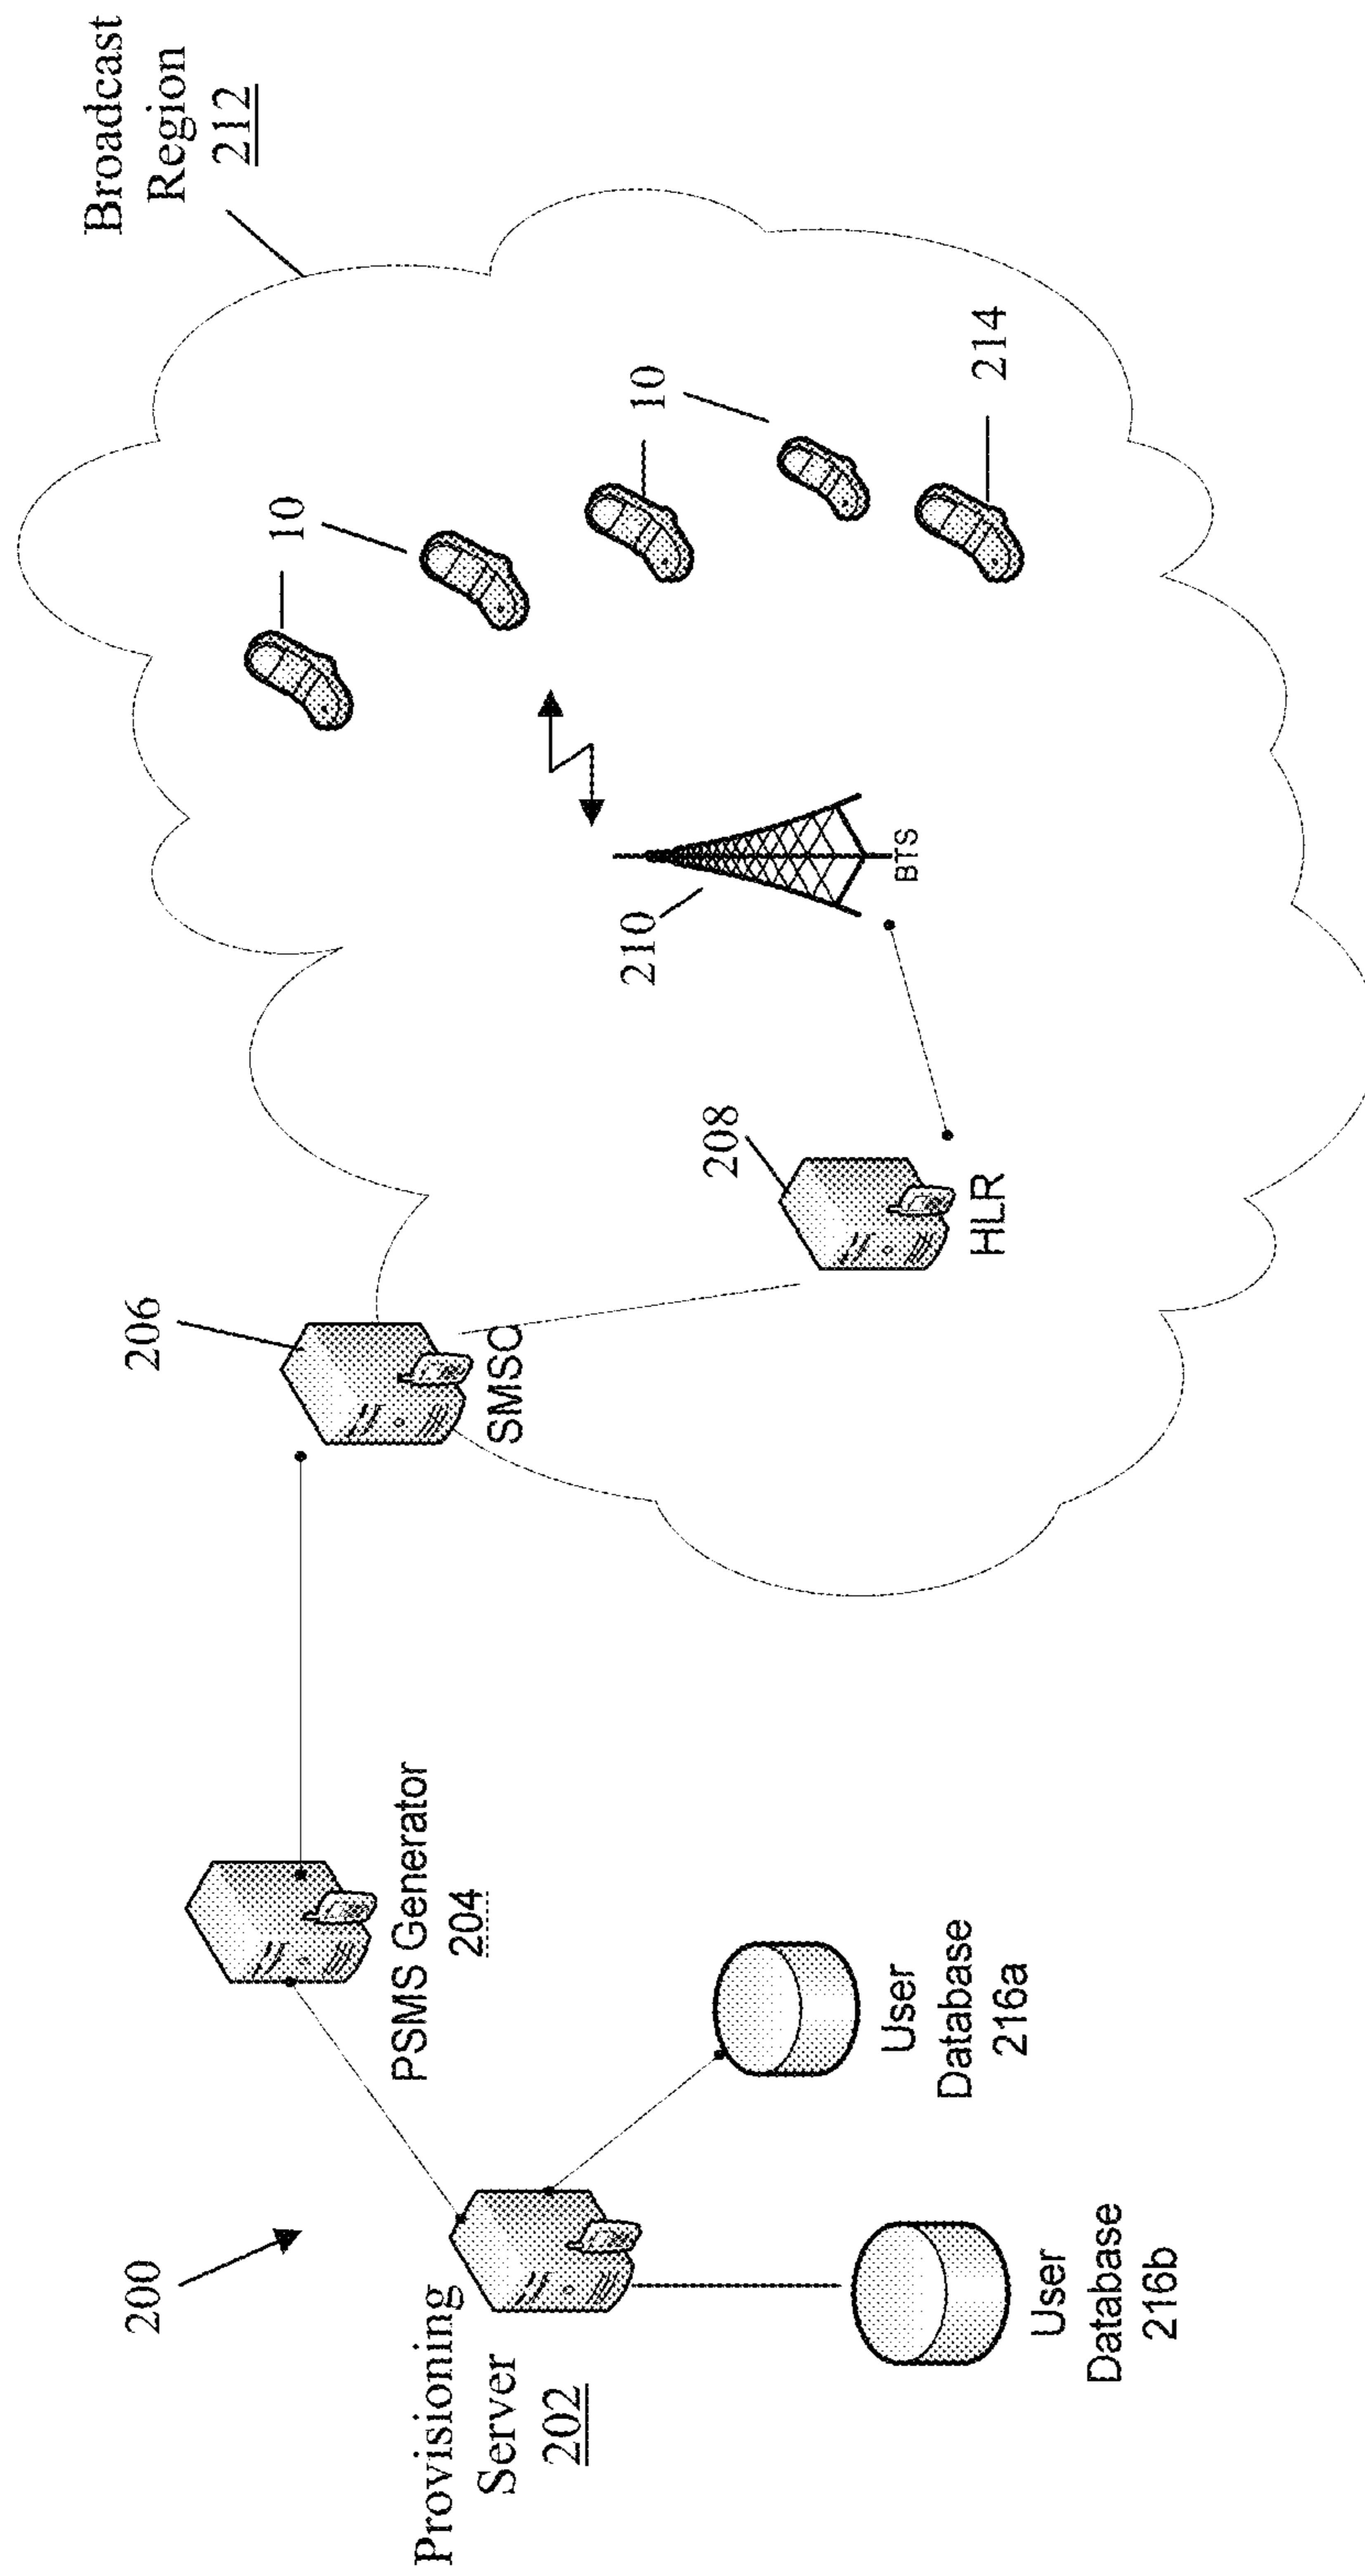 200
Provisioning
Server
202
PSMS Generator
204
User
Database
216b
User
Database
216a
206
SMSC
208
HLR
210
BTS
10
10
10
10
214
Broadcast
Region
212